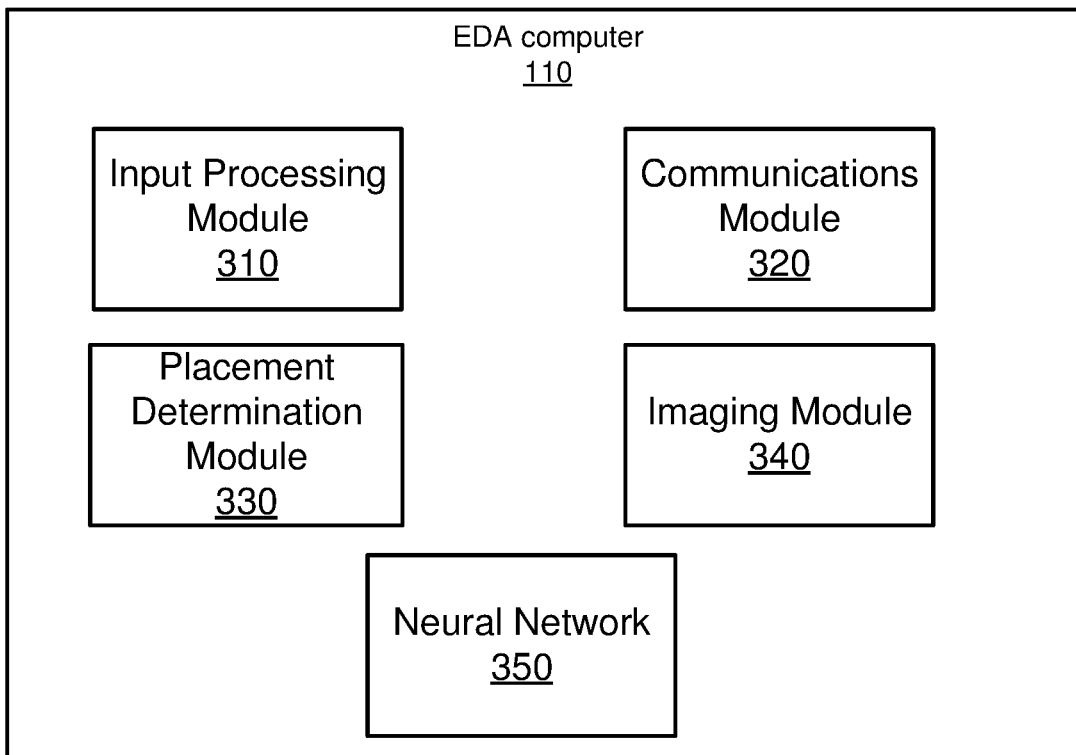 EDA computer
110
Input Processing
Module
310
Communications
Module
320
Placement
Determination
Module
330
Imaging Module
340
Neural Network
350